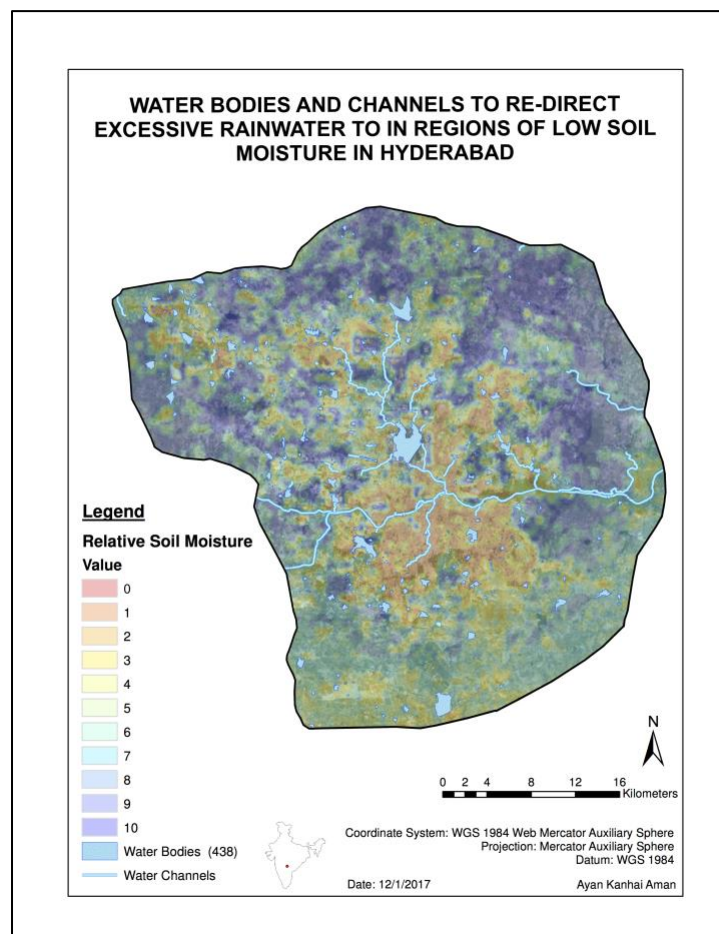 WATER BODIES AND CHANNELS TO RE-DIRECT
EXCESSIVE RAINWATER TO IN REGIONS OF LOW SOIL
MOISTURE IN HYDERABAD
Legend
Relative Soil Moisture
Value
0
1
2
3
4
5
6
7
8
9
10
Water Bodies (438)
Water Channels
N
0 1 2 4 8 12 16
Kilometers
Coordinate System: WGS 1984 Web Mercator Auxiliary Sphere
Projection: Mercator Auxiliary Sphere
Datum: WGS 1984
Date: 12/1/2017
Ayan Kanhai Aman